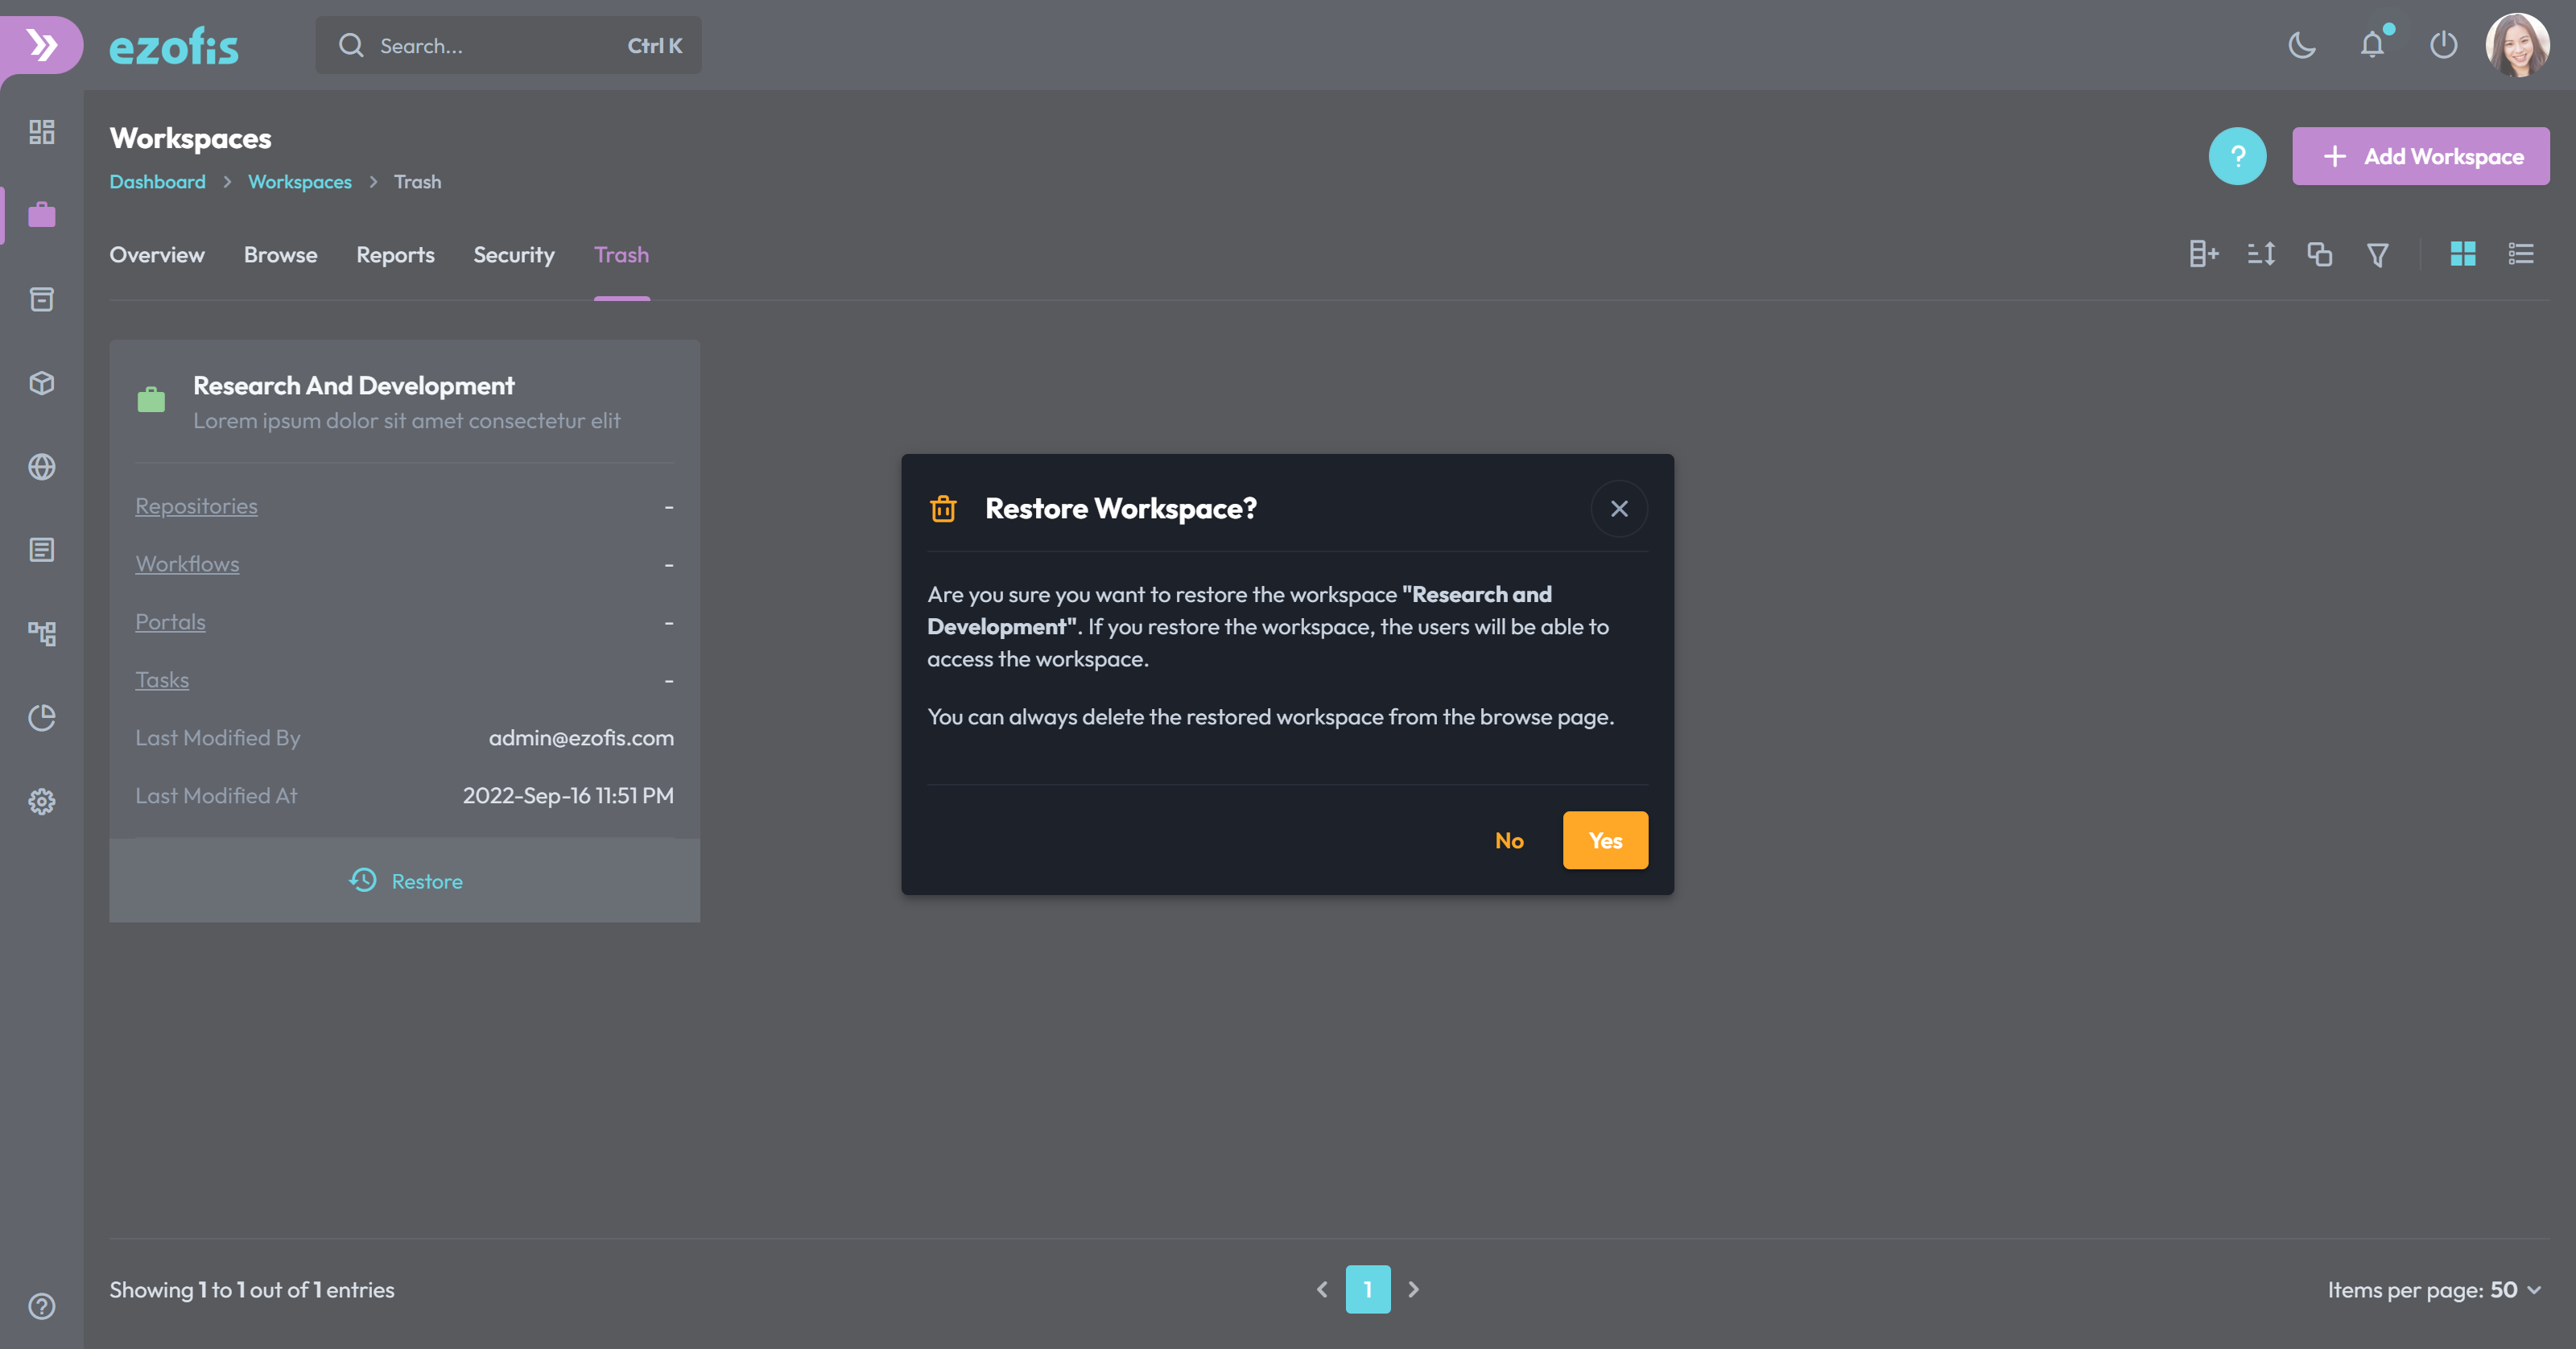 ezofis
Search...
Ctrl K
Workspaces
Dashboard > Workspaces > Trash
?
+ Add Workspace
Overview
Browse
Reports
Security
Trash
Research And Development
Lorem ipsum dolor sit amet consectetur elit
Repositories -
Workflows -
Portals -
Tasks -
Last Modified By admin@ezofis.com
Last Modified At 2022-Sep-16 11:51 PM
Restore
Restore Workspace?
Are you sure you want to restore the workspace "Research and
Development". If you restore the workspace, the users will be able to
access the workspace.
You can always delete the restored workspace from the browse page.
No
Yes
Showing 1 to 1 out of 1 entries
1
Items per page: 50